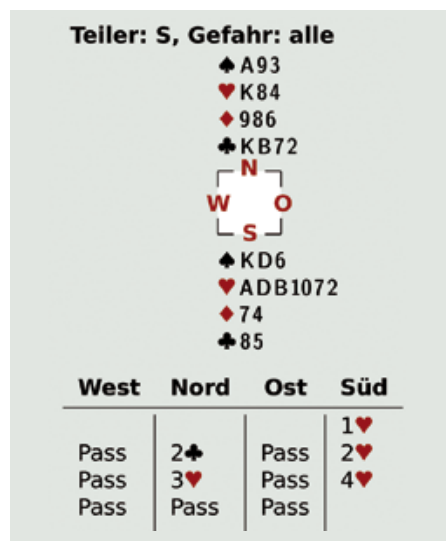 Teiler: S, Gefahr: alle
♠A93
♥K84
♦986
♣KB72
N
W O
S
♠KD6
♥ADB1072
♦74
♣85
West Nord Ost Süd
1♥
Pass 2♣ Pass 2♥
Pass 3♥ Pass 4♥
Pass Pass Pass